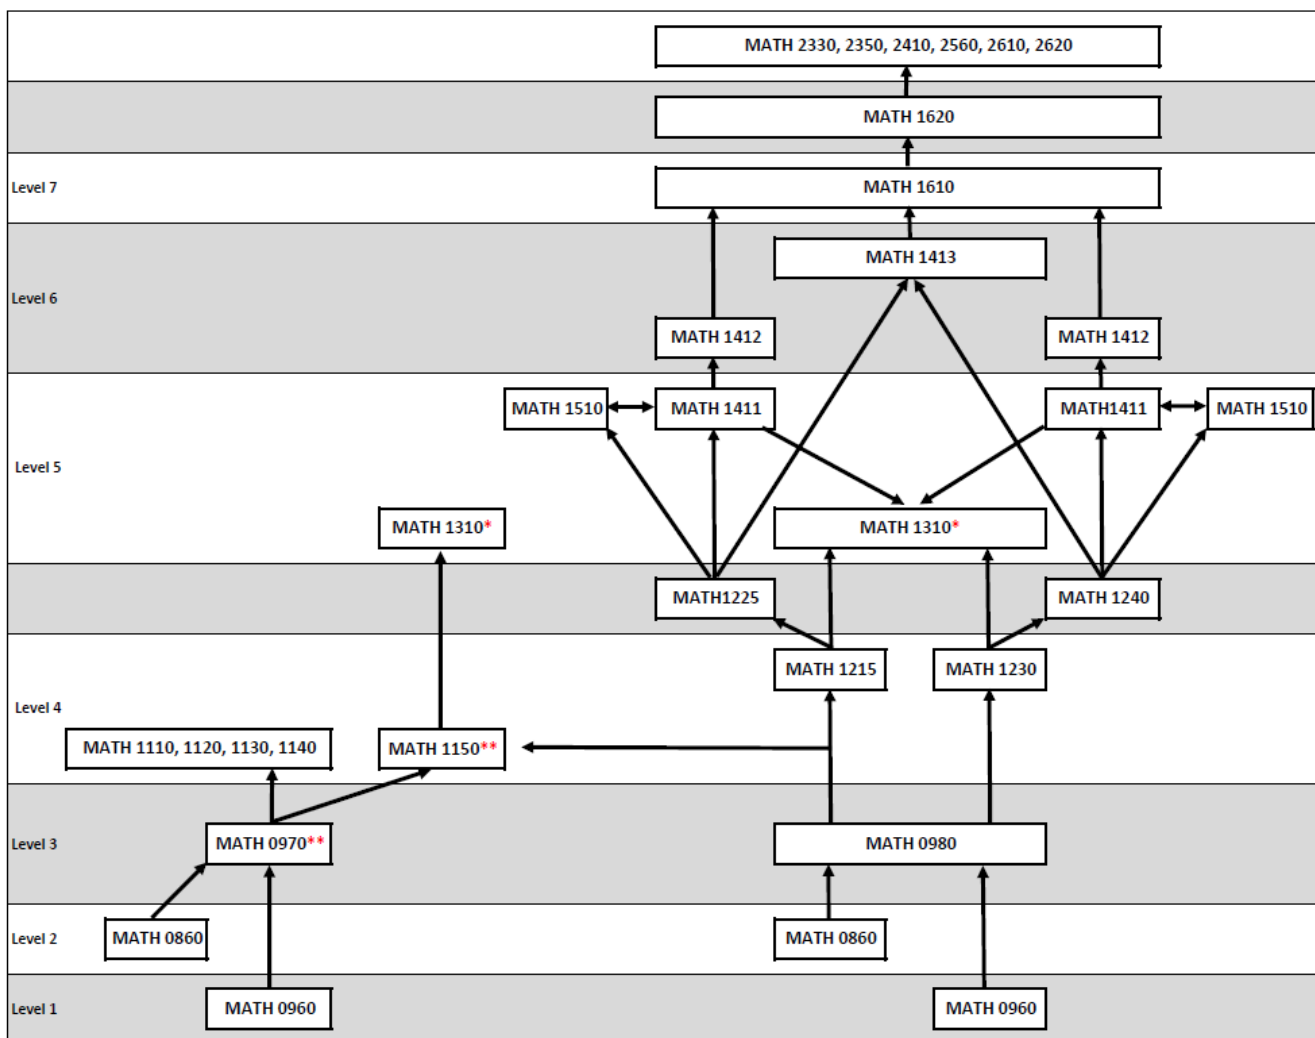 MATH 2330, 2350, 2410, 2560, 2610, 2620
MATH 1620
Level 7
MATH 1610
MATH 1413
Level 6
MATH 1412
MATH 1412
MATH 1510
MATH 1411
MATH1411
MATH 1510
Level 5
MATH 1310*
MATH 1310*
MATH1225
MATH 1240
MATH 1215
MATH 1230
Level 4
MATH 1110, 1120, 1130, 1140
MATH 1150**
Level 3
MATH 0970**
MATH 0980
Level 2
MATH 0860
MATH 0860
Level 1
MATH 0960
MATH 0960